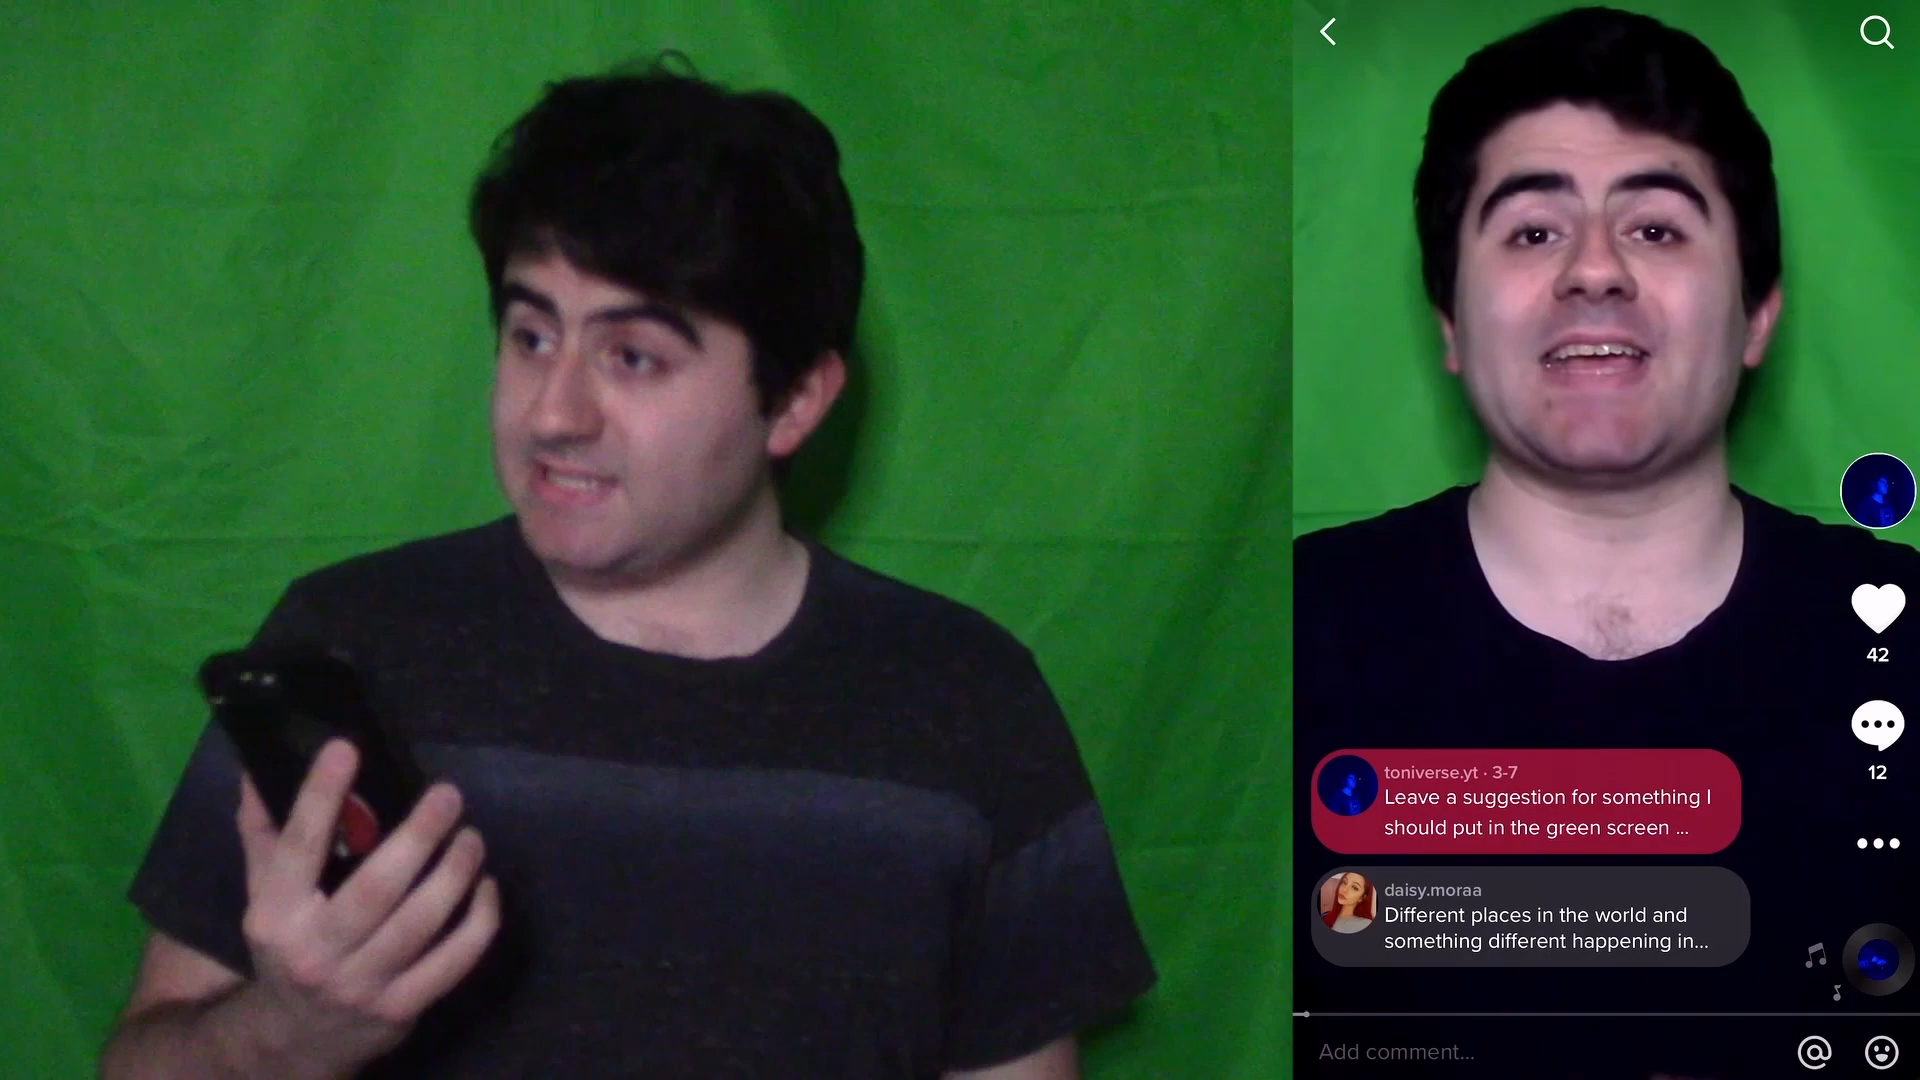 42
12
toniverse.yt · 3-7
Leave a suggestion for something I
should put in the green screen ...
daisy.moraa
Different places in the world and
something different happening in...
Add comment...